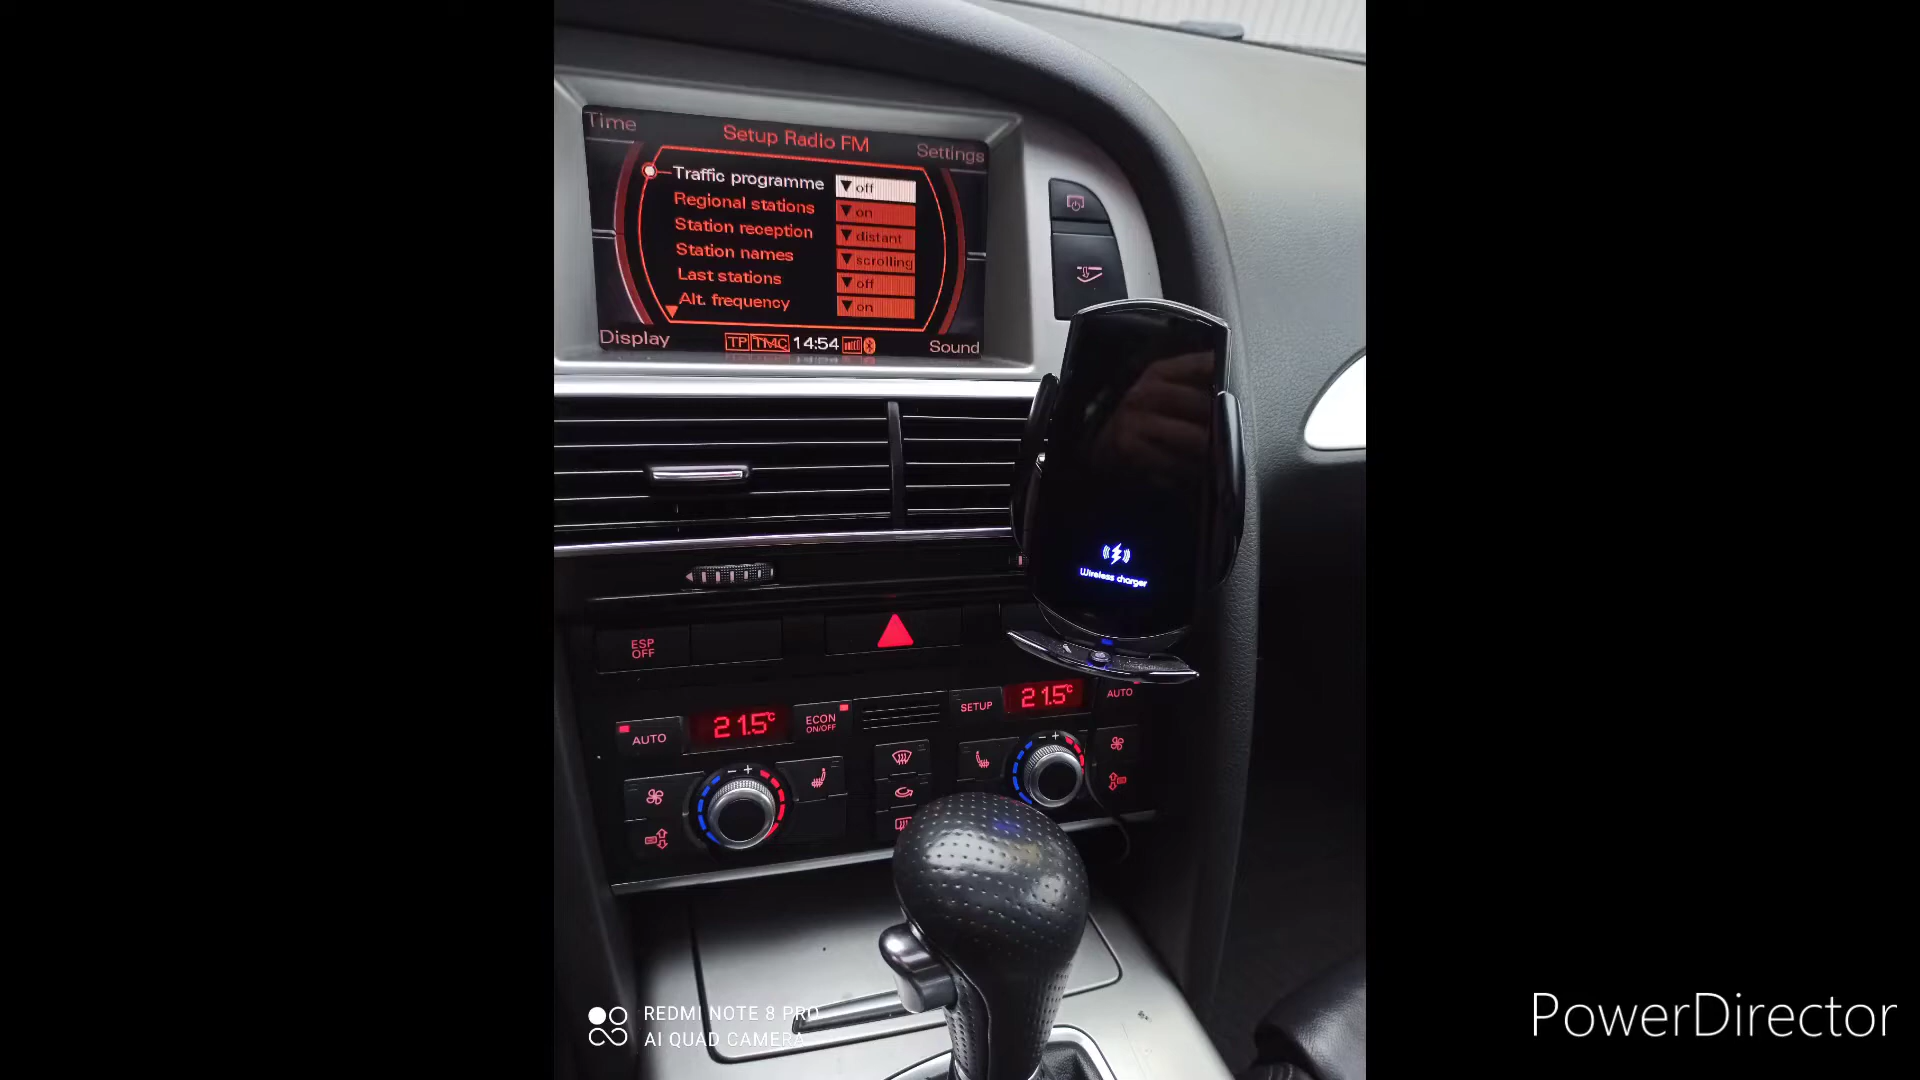 Time
Setup Radio FM
Settings
Traffic programme off
Regional stations on
Station reception distant
Station names scrolling
Last stations off
Alt. frequency on
Display
TP TMC 14:54
Sound
Wireless charger
ESP
OFF
AUTO
21.5°C
ECON
ON/OFF
SETUP
21.5°C
AUTO
- +
- +
REDMI NOTE 8 PRO
AI QUAD CAMERA
PowerDirector